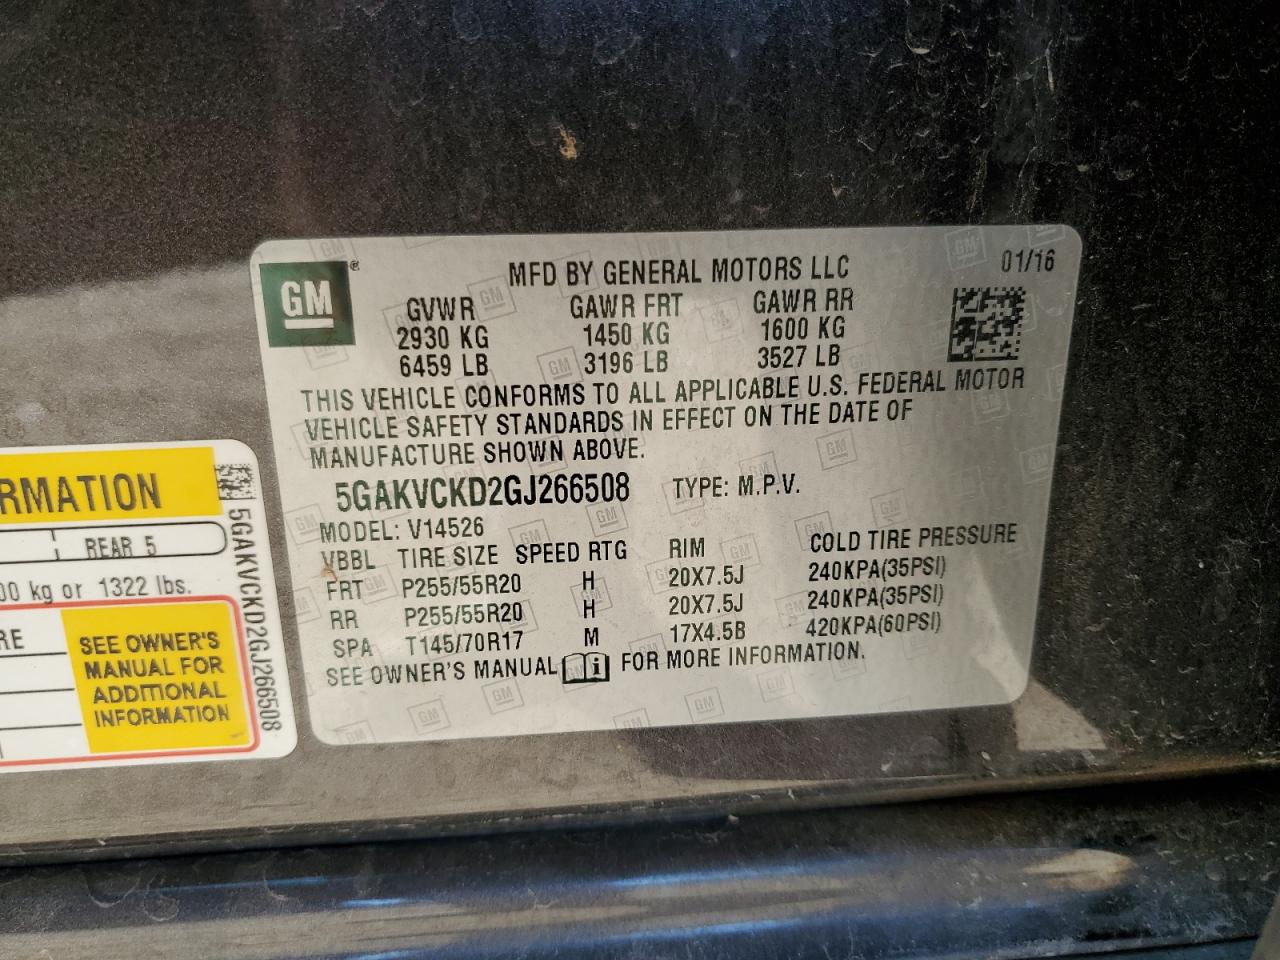 GM
MFD BY GENERAL MOTORS LLC
01/16
GVWR GAWR FRT GAWR RR
2930 KG 1450 KG 1600 KG
6459 LB 3196 LB 3527 LB
THIS VEHICLE CONFORMS TO ALL APPLICABLE U.S. FEDERAL MOTOR
VEHICLE SAFETY STANDARDS IN EFFECT ON THE DATE OF
MANUFACTURE SHOWN ABOVE.
5GAKVCKD2GJ266508 TYPE: M.P.V.
MODEL: V14526
VBBL TIRE SIZE SPEED RTG RIM COLD TIRE PRESSURE
FRT P255/55R20 H 20X7.5J 240KPA(35PSI)
RR P255/55R20 H 20X7.5J 240KPA(35PSI)
SPA T145/70R17 M 17X4.5B 420KPA(60PSI)
SEE OWNER'S MANUAL FOR MORE INFORMATION.
RMATION
REAR 5
00 kg or 1322 lbs.
RE
SEE OWNER'S
MANUAL FOR
ADDITIONAL
INFORMATION
5GAKVCKD2GJ266508